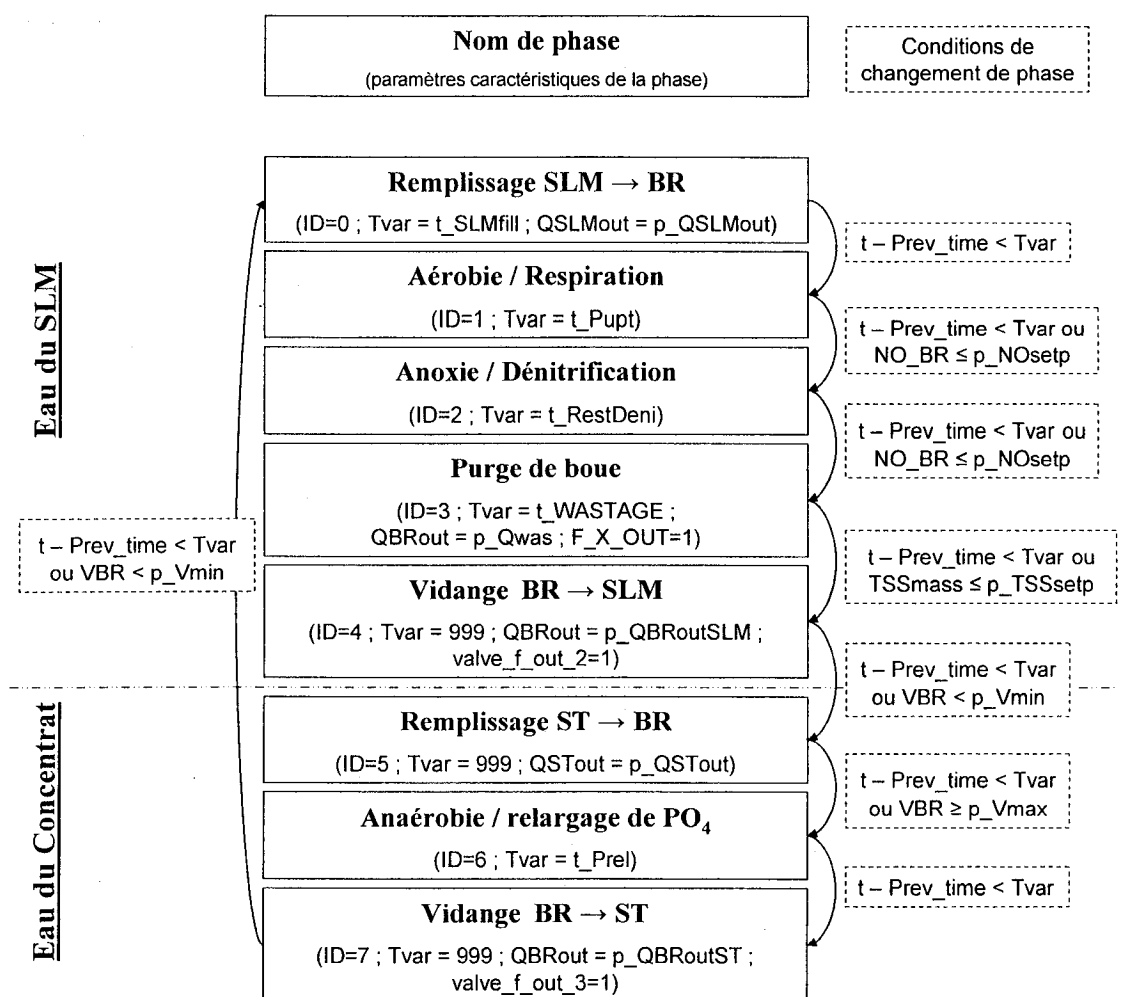 Nom de phase
(paramètres caractéristiques de la phase)
Conditions de
changement de phase
Eau du SLM
Remplissage SLM → BR
(ID=0 ; Tvar = t_SLMfill ; QSLMout = p_QSLMout)
t – Prev_time < Tvar
Aérobie / Respiration
(ID=1 ; Tvar = t_Pupt)
t – Prev_time < Tvar ou
NO_BR ≤ p_NOsetp
Anoxie / Dénitrification
(ID=2 ; Tvar = t_RestDeni)
t – Prev_time < Tvar ou
NO_BR ≤ p_NOsetp
Purge de boue
(ID=3 ; Tvar = t_WASTAGE ;
QBRout = p_Qwas ; F_X_OUT=1)
t – Prev_time < Tvar ou
TSSmass ≤ p_TSSsetp
t – Prev_time < Tvar
ou VBR < p_Vmin
Vidange BR → SLM
(ID=4 ; Tvar = 999 ; QBRout = p_QBRoutSLM ;
valve_f_out_2=1)
t – Prev_time < Tvar
ou VBR < p_Vmin
Eau du Concentrat
Remplissage ST → BR
(ID=5 ; Tvar = 999 ; QSTout = p_QSTout)
t – Prev_time < Tvar
ou VBR ≥ p_Vmax
Anaérobie / relargage de PO₄
(ID=6 ; Tvar = t_Prel)
t – Prev_time < Tvar
Vidange BR → ST
(ID=7 ; Tvar = 999 ; QBRout = p_QBRoutST ;
valve_f_out_3=1)